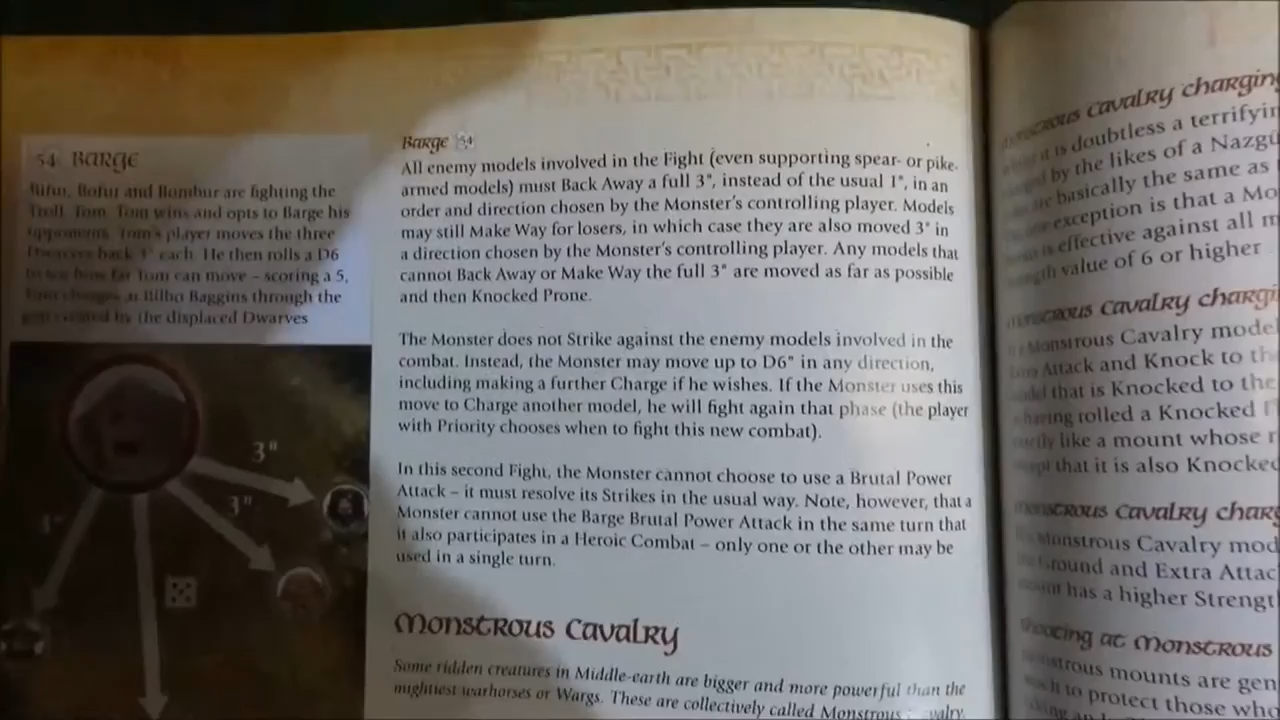 54 Barge
Bifur, Bofur and Bombur are fighting the
Troll, Tom. Tom wins and opts to Barge his
opponents. Tom's player moves the three
Dwarves back 3" each. He then rolls a D6
to see how far Tom can move – scoring a 5,
Tom charges at Bilbo Baggins through the
gap created by the displaced Dwarves
3"
3"
Barge 54
All enemy models involved in the Fight (even supporting spear- or pike-
armed models) must Back Away a full 3", instead of the usual 1", in an
order and direction chosen by the Monster's controlling player. Models
may still Make Way for losers, in which case they are also moved 3" in
a direction chosen by the Monster's controlling player. Any models that
cannot Back Away or Make Way the full 3" are moved as far as possible
and then Knocked Prone.
The Monster does not Strike against the enemy models involved in the
combat. Instead, the Monster may move up to D6" in any direction,
including making a further Charge if he wishes. If the Monster uses this
move to Charge another model, he will fight again that phase (the player
with Priority chooses when to fight this new combat).
In this second Fight, the Monster cannot choose to use a Brutal Power
Attack – it must resolve its Strikes in the usual way. Note, however, that a
Monster cannot use the Barge Brutal Power Attack in the same turn that
it also participates in a Heroic Combat – only one or the other may be
used in a single turn.
Monstrous Cavalry
Some ridden creatures in Middle-earth are bigger and more powerful than the
mightiest warhorses or Wargs. These are collectively called Monstrous
Cavalry charging
it is doubtless a terrifyin
by the likes of a Nazgû
basically the same as
exception is that a Mo
is effective against all m
value of 6 or higher
Cavalry chargi
Monstrous Cavalry model
Attack and Knock to th
that is Knocked to the
having rolled a Knocked
like a mount whose r
that it is also Knocked
Cavalry charg
Monstrous Cavalry mod
Ground and Extra Attac
has a higher Strengt
Shooting at Monstrous
mounts are gen
to protect those who